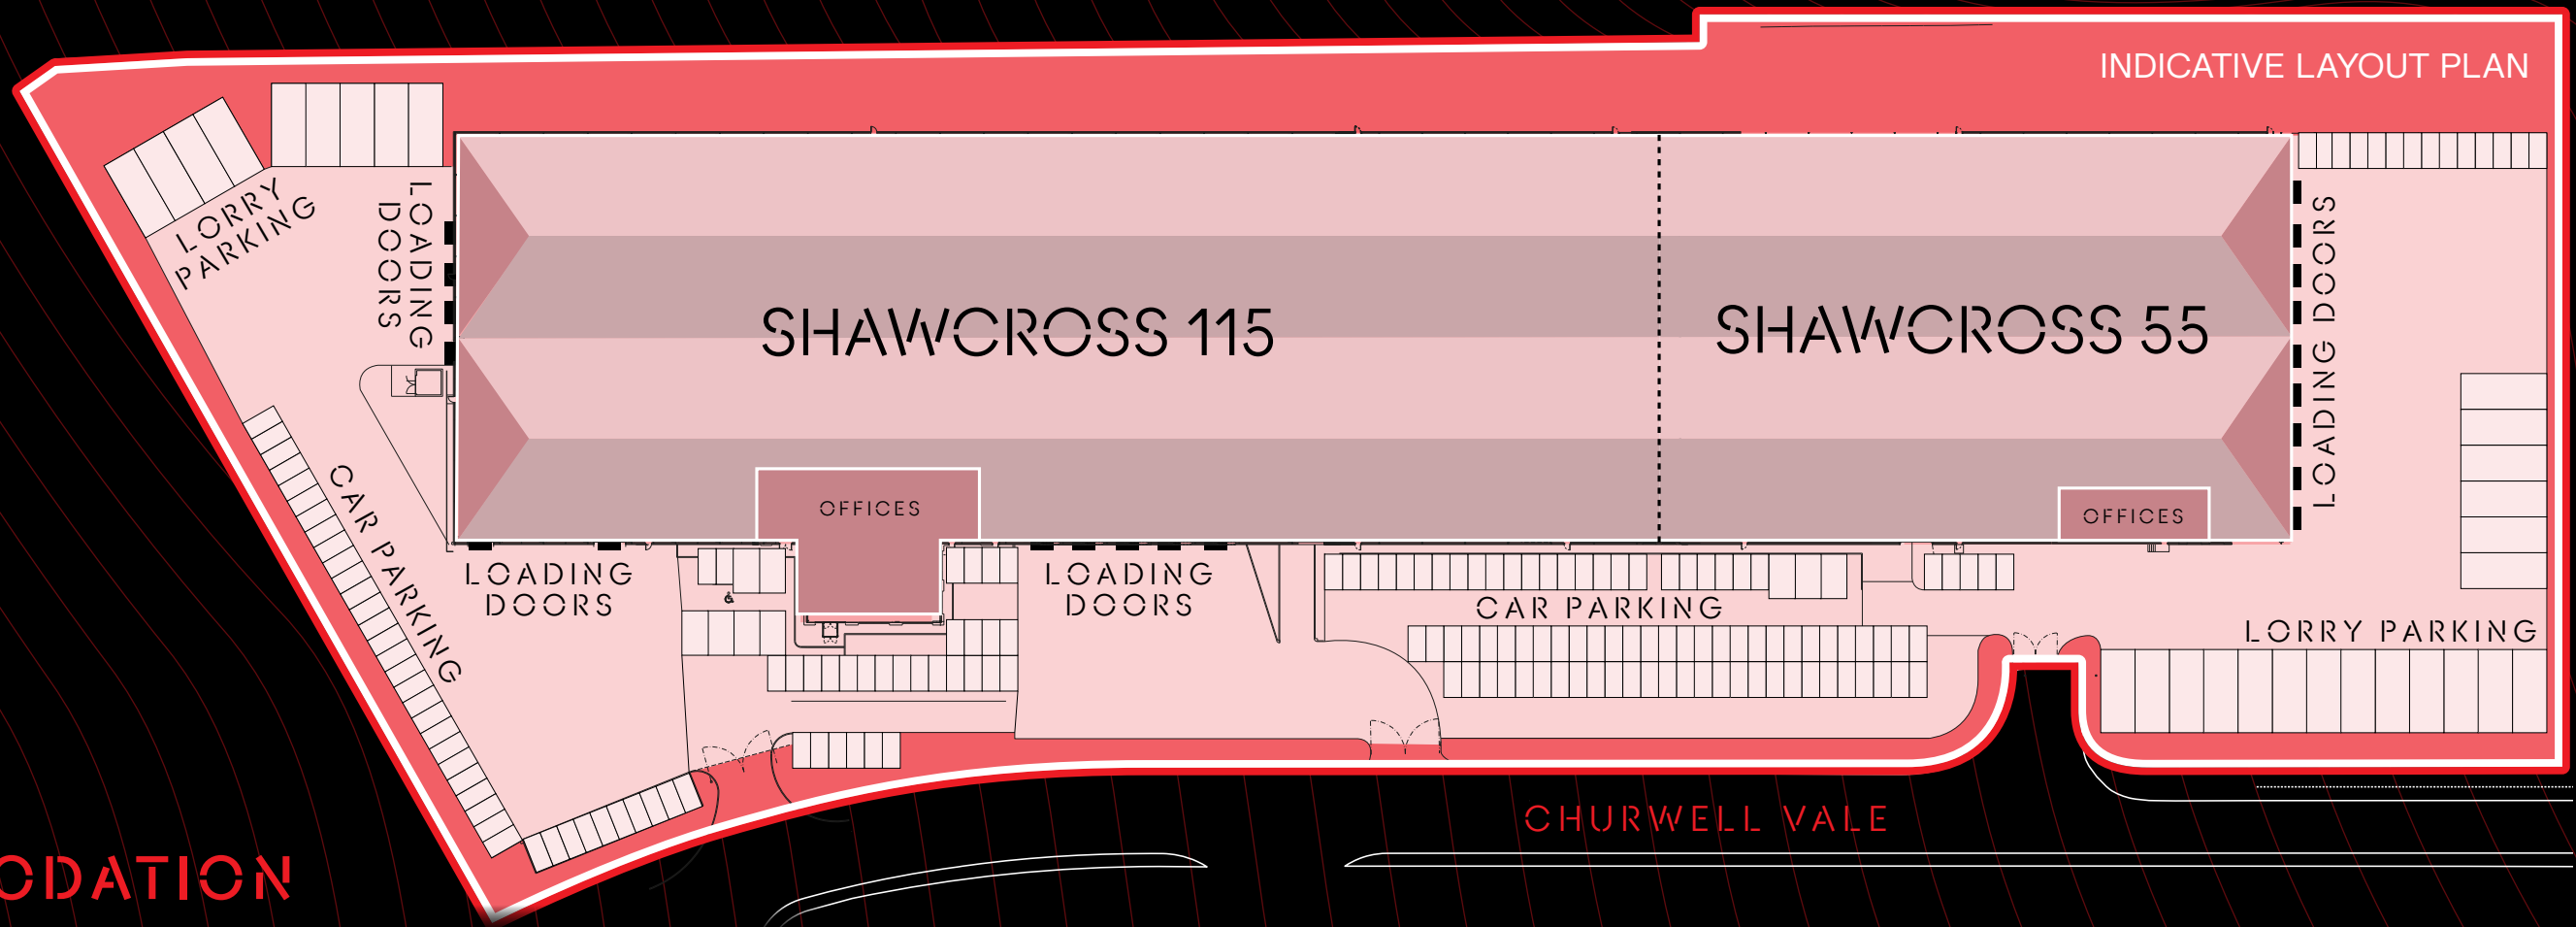 INDICATIVE LAYOUT PLAN
LORRY
PARKING
LOADING
DOORS
SHAWCROSS 115
SHAWCROSS 55
LOADING DOORS
CAR PARKING
OFFICES
OFFICES
LOADING
DOORS
LOADING
DOORS
CAR PARKING
LORRY PARKING
CHURWELL VALE
ODATION